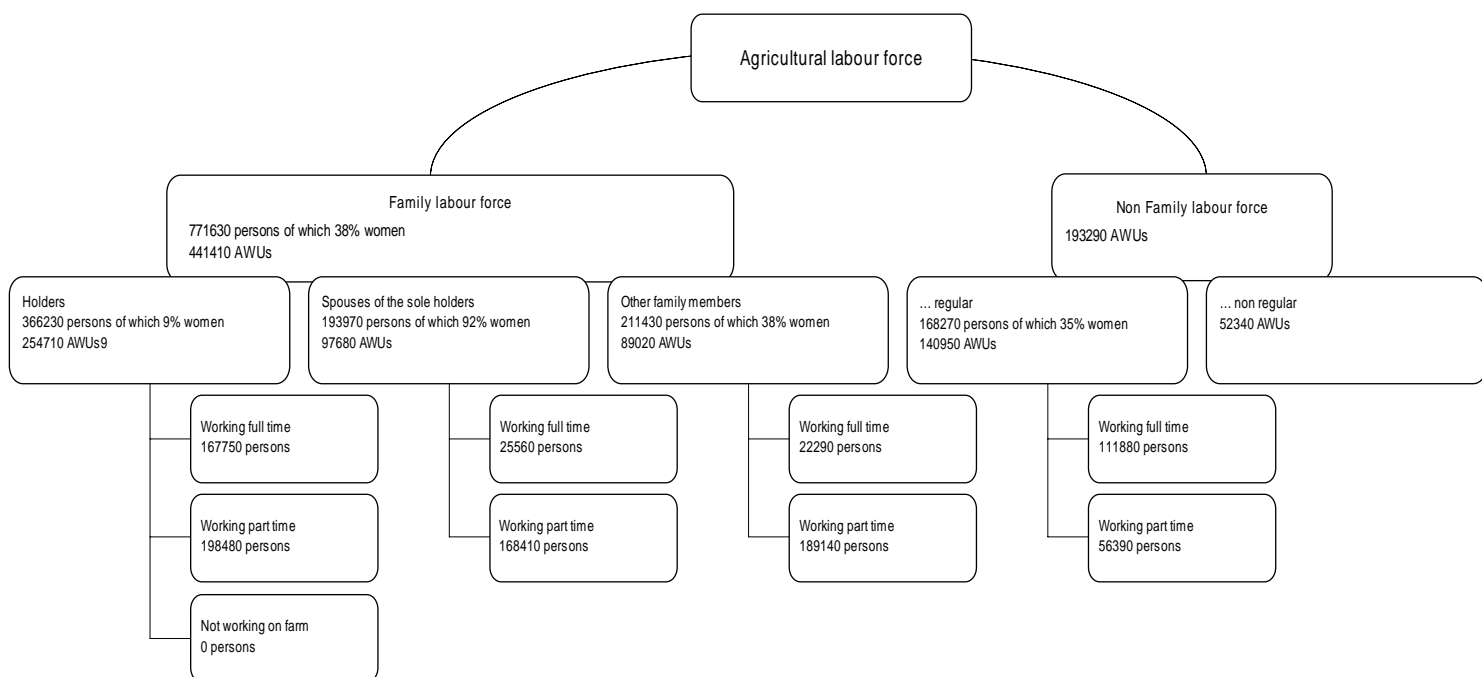 Agricultural labour force
Family labour force
771630 persons of which 38% women
441410 AWUs
Non Family labour force
193290 AWUs
Holders
366230 persons of which 9% women
254710 AWUs9
Spouses of the sole holders
193970 persons of which 92% women
97680 AWUs
Other family members
211430 persons of which 38% women
89020 AWUs
... regular
168270 persons of which 35% women
140950 AWUs
... non regular
52340 AWUs
Working full time
167750 persons
Working full time
25560 persons
Working full time
22290 persons
Working full time
111880 persons
Working part time
198480 persons
Working part time
168410 persons
Working part time
189140 persons
Working part time
56390 persons
Not working on farm
0 persons